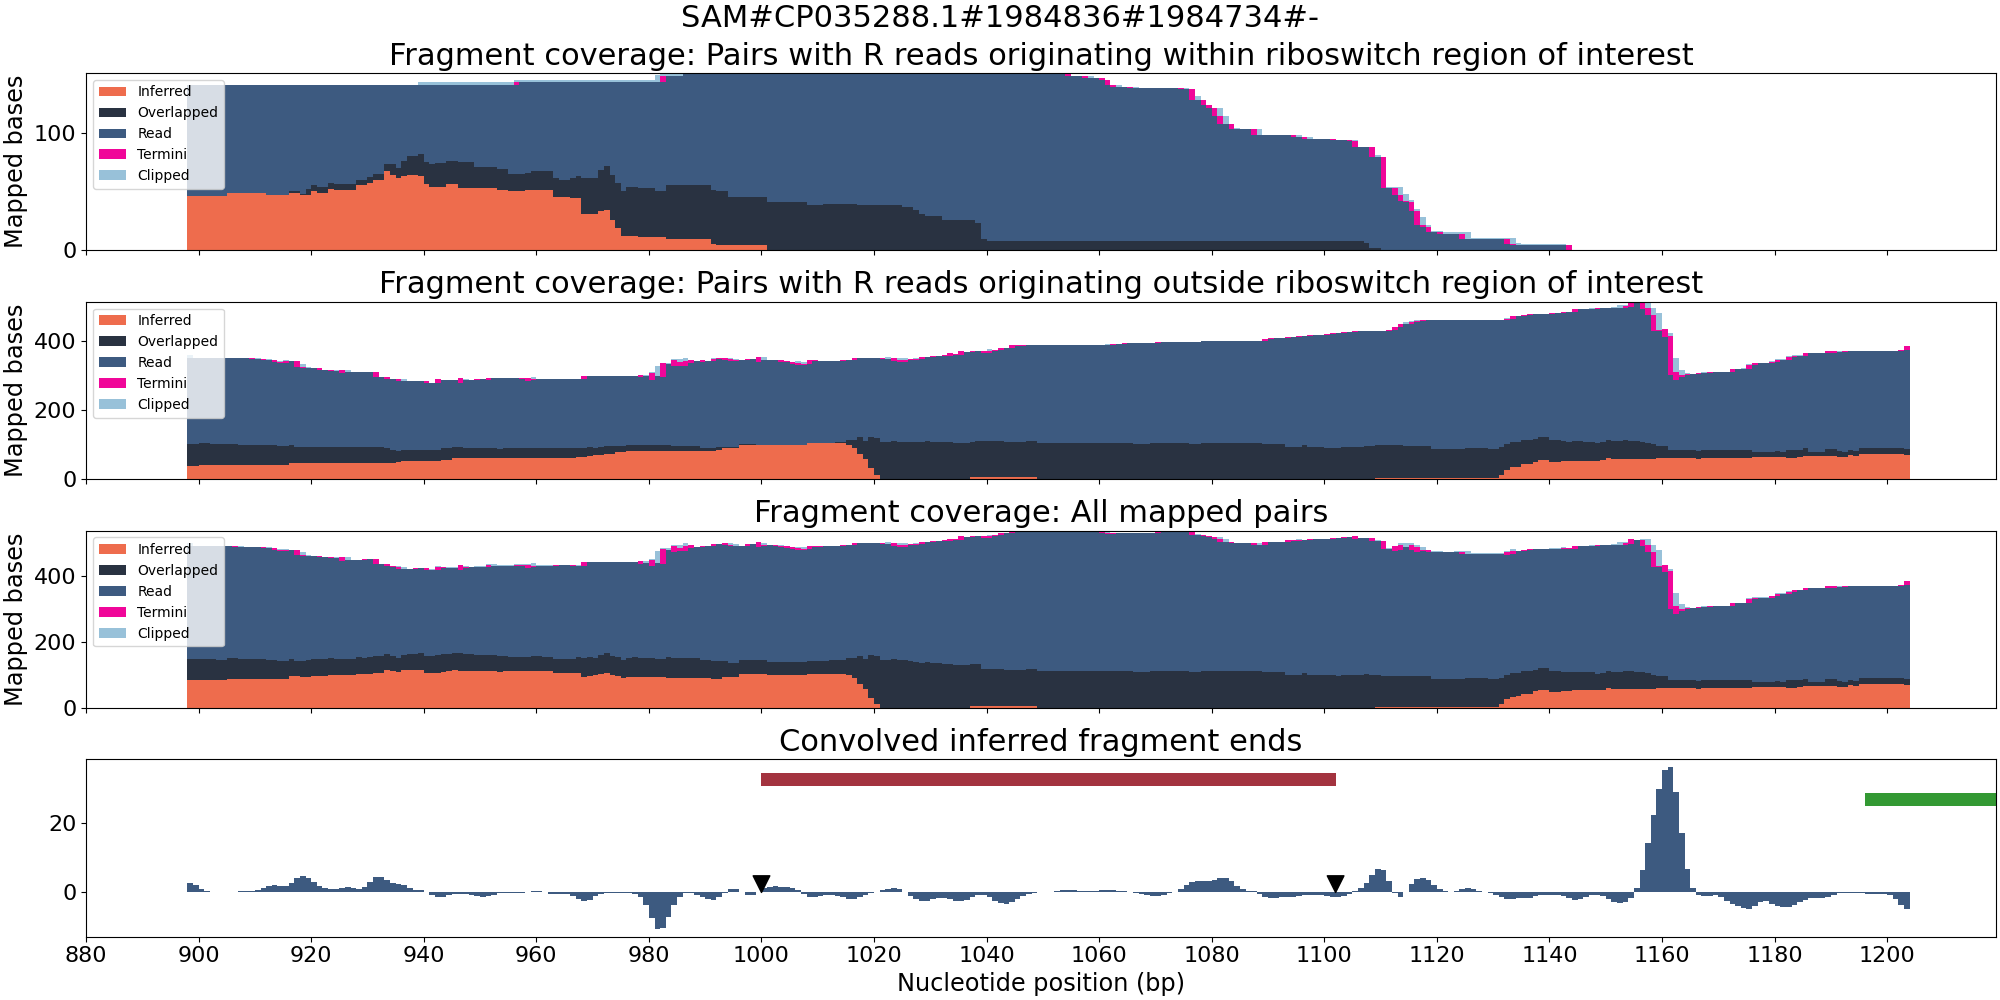 SAM#CP035288.1#1984836#1984734#-
Fragment coverage: Pairs with R reads originating within riboswitch region of interest
Mapped bases
100
0
Inferred
Overlapped
Read
Termini
Clipped
Fragment coverage: Pairs with R reads originating outside riboswitch region of interest
Mapped bases
400
200
0
Inferred
Overlapped
Read
Termini
Clipped
Fragment coverage: All mapped pairs
Mapped bases
400
200
0
Inferred
Overlapped
Read
Termini
Clipped
Convolved inferred fragment ends
20
0
880 900 920 940 960 980 1000 1020 1040 1060 1080 1100 1120 1140 1160 1180 1200
Nucleotide position (bp)